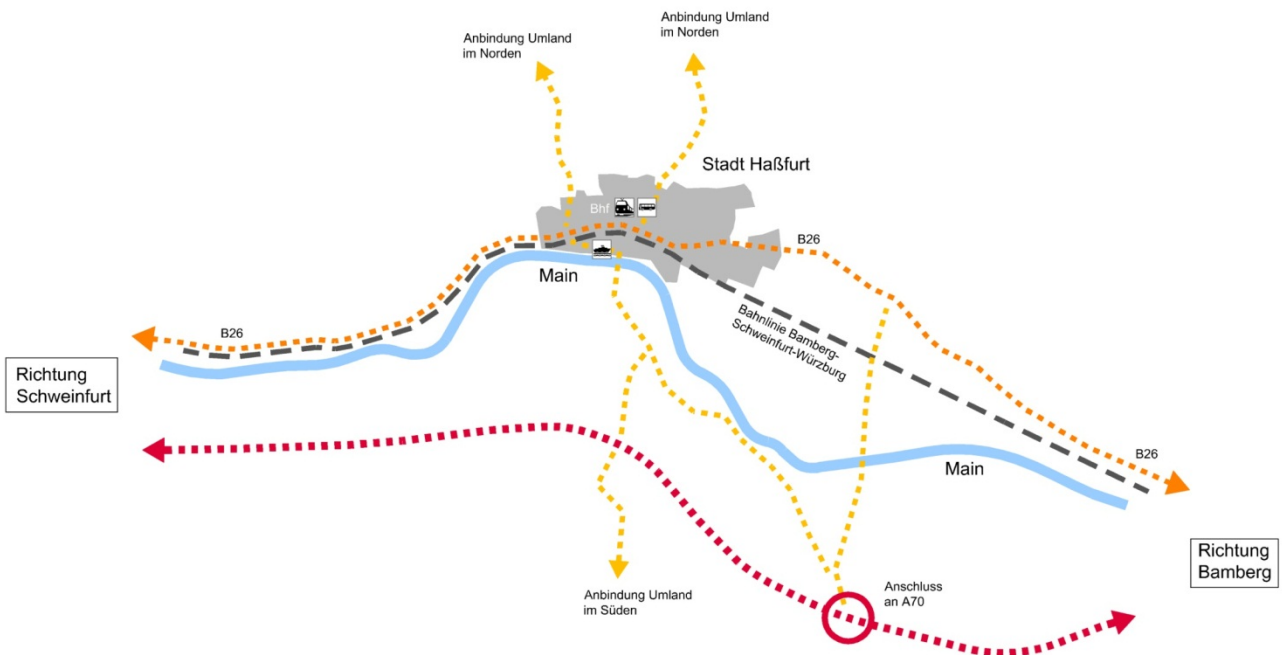 Anbindung Umland
im Norden
Anbindung Umland
im Norden
Stadt Haßfurt
Bhf
B26
Main
B26
Bahnlinie Bamberg-
Schweinfurt-Würzburg
Richtung
Schweinfurt
B26
Main
Richtung
Bamberg
Anbindung Umland
im Süden
Anschluss
an A70